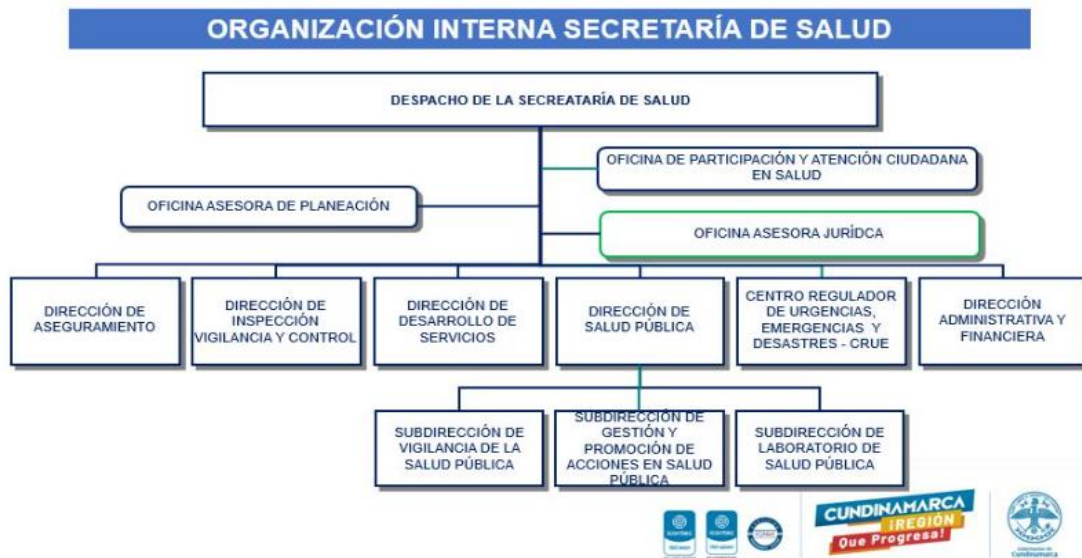 ORGANIZACIÓN INTERNA SECRETARÍA DE SALUD
DESPACHO DE LA SECREATARÍA DE SALUD
OFICINA DE PARTICIPACIÓN Y ATENCIÓN CIUDADANA
EN SALUD
OFICINA ASESORA DE PLANEACIÓN
OFICINA ASESORA JURÍDCA
DIRECCIÓN DE
ASEGURAMIENTO
DIRECCIÓN DE
INSPECCIÓN
VIGILANCIA Y CONTROL
DIRECCIÓN DE
DESARROLLO DE
SERVICIOS
DIRECCIÓN DE
SALUD PÚBLICA
CENTRO REGULADOR
DE URGENCIAS,
EMERGENCIAS Y
DESASTRES - CRUE
DIRECCIÓN
ADMINISTRATIVA Y
FINANCIERA
SUBDIRECCIÓN DE
VIGILANCIA DE LA
SALUD PÚBLICA
SUBDIRECCIÓN DE
GESTIÓN Y
PROMOCIÓN DE
ACCIONES EN SALUD
PÚBLICA
SUBDIRECCIÓN DE
LABORATORIO DE
SALUD PÚBLICA
CUNDINAMARCA
¡REGIÓN
Que Progresa!
Cundinamarca